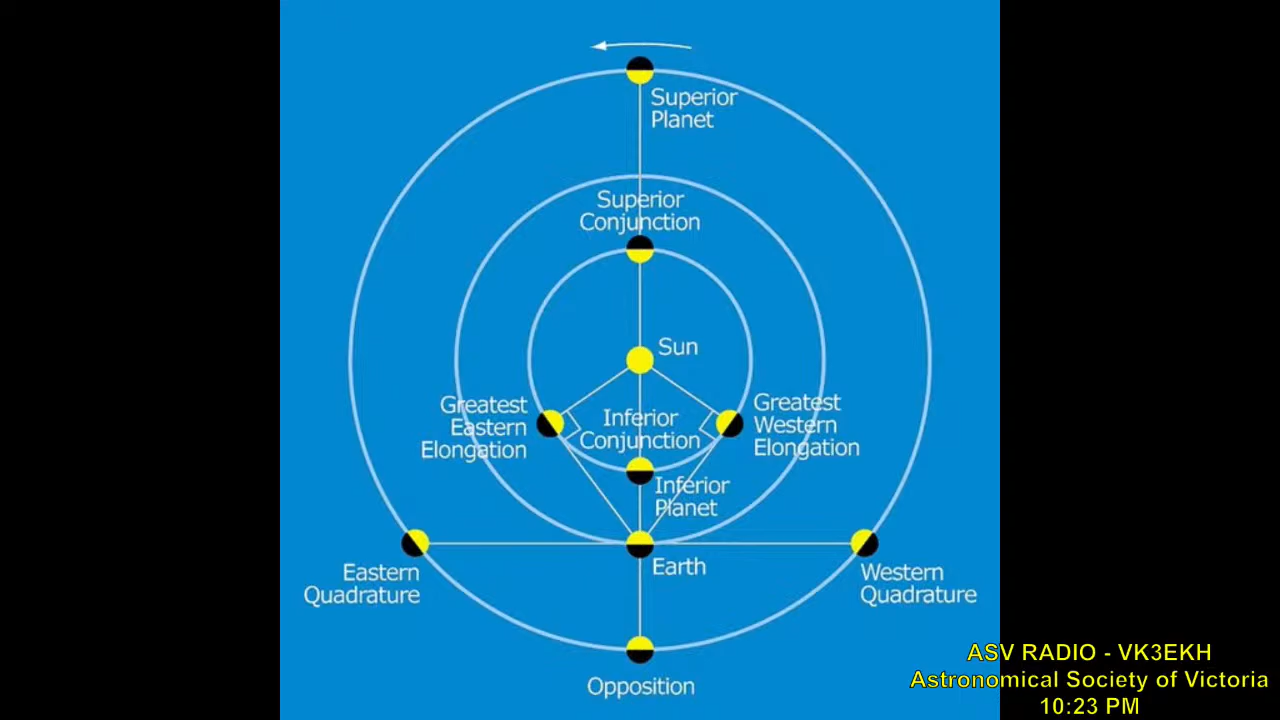 Superior
Planet
Superior
Conjunction
Sun
Greatest
Eastern
Elongation
Inferior
Conjunction
Greatest
Western
Elongation
Inferior
Planet
Earth
Eastern
Quadrature
Western
Quadrature
Opposition
ASV RADIO - VK3EKH
Astronomical Society of Victoria
10:23 PM